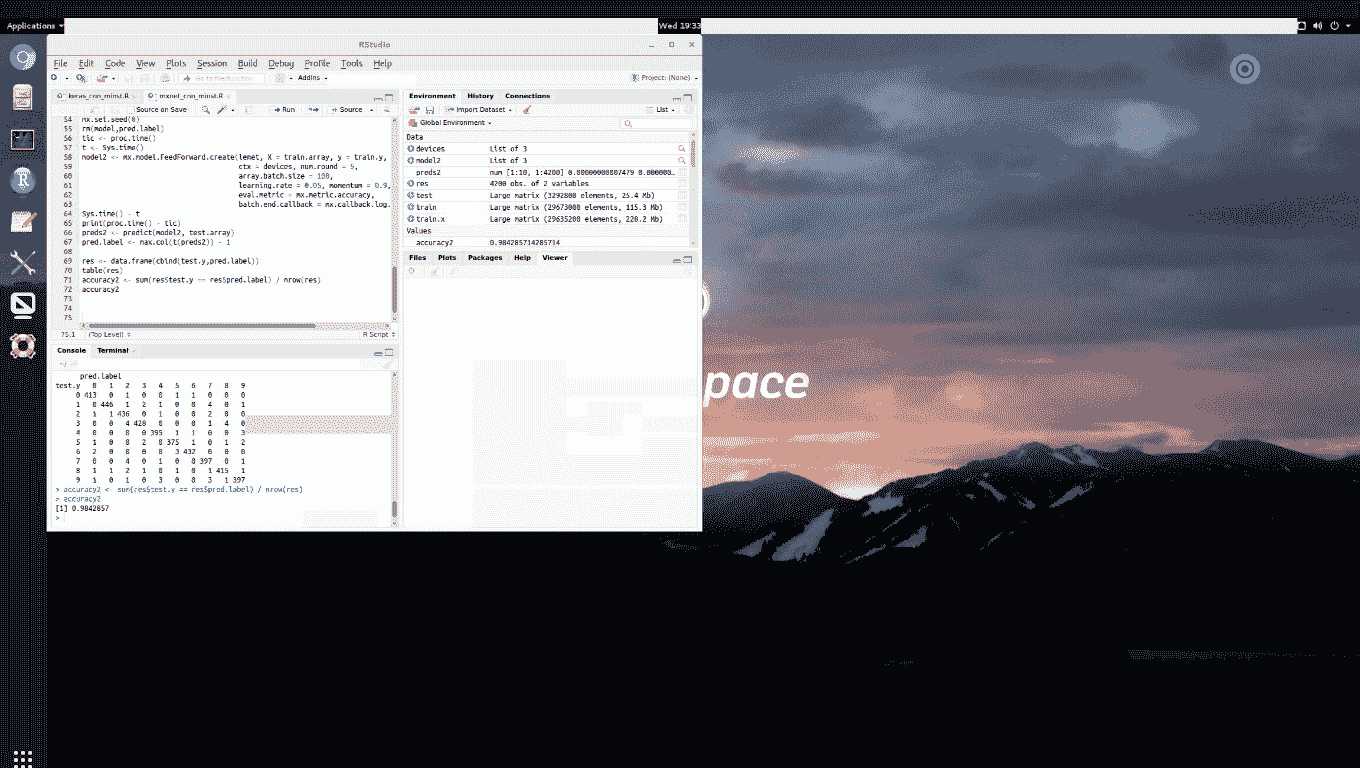 Applications
Wed 19:33
RStudio
File Edit Code View Plots Session Build Debug Profile Tools Help
Go to file/function
Addins
Project: (None)
keras_cnn_minst.R
mxnet_cnn_minst.R
Source on Save
Run
Source
54 mx.set.seed(0)
55 rm(model,pred.label)
56 tic <- proc.time()
57 t <- Sys.time()
58 model2 <- mx.model.FeedForward.create(lenet, X = train.array, y = train.y,
59 ctx = devices, num.round = 5,
60 array.batch.size = 100,
61 learning.rate = 0.05, momentum = 0.9,
62 eval.metric = mx.metric.accuracy,
63 batch.end.callback = mx.callback.log.
64 Sys.time() - t
65 print(proc.time() - tic)
66 preds2 <- predict(model2, test.array)
67 pred.label <- max.col(t(preds2)) - 1
68
69 res <- data.frame(cbind(test.y,pred.label))
70 table(res)
71 accuracy2 <- sum(res$test.y == res$pred.label) / nrow(res)
72 accuracy2
73
74
75
75:1 (Top Level) R Script
Console Terminal
pred.label
test.y 0 1 2 3 4 5 6 7 8 9
0 413 0 1 0 0 1 1 0 0 0
1 0 446 1 2 1 0 0 4 0 1
2 1 1 436 0 1 0 0 2 0 0
3 0 0 4 428 0 0 0 1 4 0
4 0 0 0 0 395 1 1 0 0 3
5 1 0 0 2 0 375 1 0 1 2
6 2 0 0 0 0 3 432 0 0 0
7 0 0 4 0 1 0 0 397 0 1
8 1 1 2 1 0 1 0 1 415 1
9 1 0 1 0 3 0 0 3 1 397
> accuracy2 <- sum(res$test.y == res$pred.label) / nrow(res)
> accuracy2
[1] 0.9842857
>
Environment History Connections
Import Dataset
List
Global Environment
Data
devices List of 3
model2 List of 3
preds2 num [1:10, 1:4200] 0.00000000007479 0.000000…
res 4200 obs. of 2 variables
test Large matrix (3292800 elements, 25.4 Mb)
train Large matrix (29673000 elements, 115.3 Mb)
train.x Large matrix (29635200 elements, 220.2 Mb)
Values
accuracy2 0.984285714285714
Files Plots Packages Help Viewer
pace